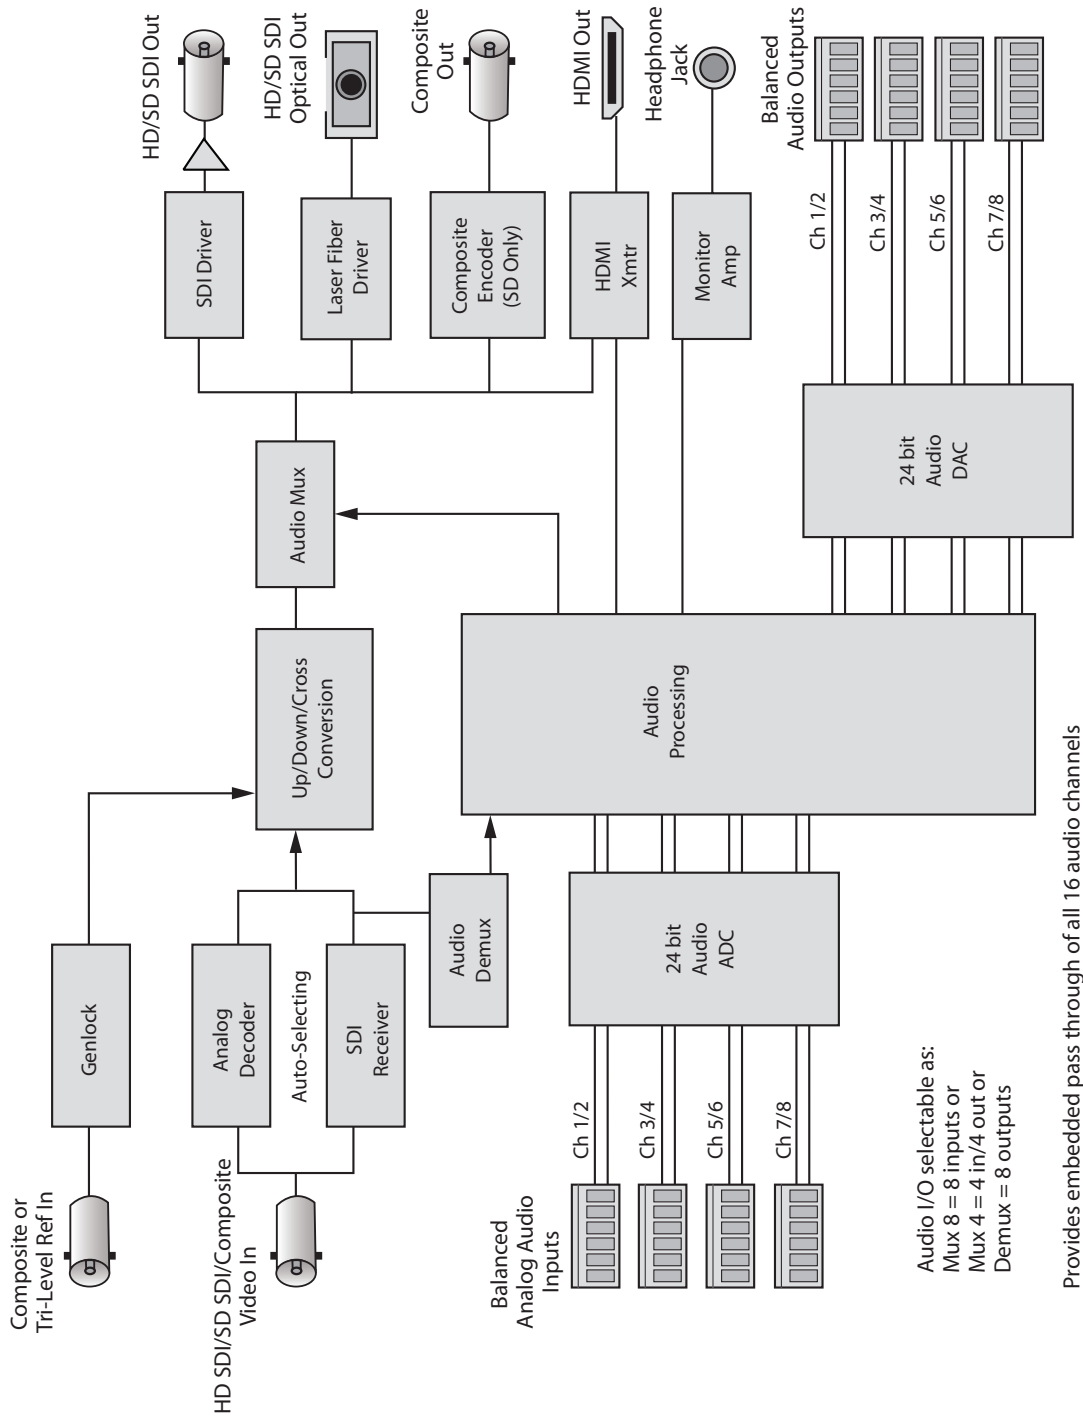 Composite or
Tri-Level Ref In
Genlock
HD SDI/SD SDI/Composite
Video In
Analog
Decoder
Auto-Selecting
SDI
Receiver
Audio
Demux
Up/Down/Cross
Conversion
Audio Mux
SDI Driver
HD/SD SDI Out
Laser Fiber
Driver
HD/SD SDI
Optical Out
Composite
Encoder
(SD Only)
Composite
Out
HDMI
Xmtr
HDMI Out
Monitor
Amp
Headphone
Jack
Balanced
Analog Audio
Inputs
Ch 1/2
Ch 3/4
Ch 5/6
Ch 7/8
24 bit
Audio
ADC
Audio
Processing
24 bit
Audio
DAC
Ch 1/2
Ch 3/4
Ch 5/6
Ch 7/8
Balanced
Audio Outputs
Audio I/O selectable as:
Mux 8 = 8 inputs or
Mux 4 = 4 in/4 out or
Demux = 8 outputs
Provides embedded pass through of all 16 audio channels